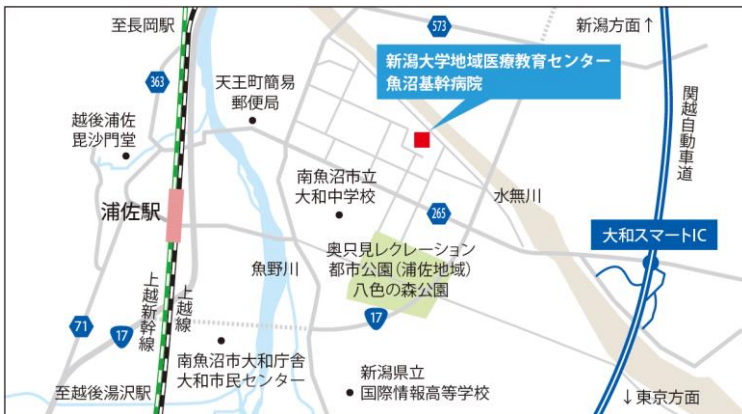 至長岡駅
573
新潟方面↑
新潟大学地域医療教育センター
魚沼基幹病院
363
天王町簡易
郵便局
関越自動車道
越後浦佐
毘沙門堂
南魚沼市立
大和中学校
265
水無川
浦佐駅
大和スマートIC
魚野川
奥只見レクレーション
都市公園(浦佐地域)
八色の森公園
上越新幹線
上越線
71
17
17
南魚沼市大和庁舎
大和市民センター
新潟県立
国際情報高等学校
至越後湯沢駅
↓東京方面